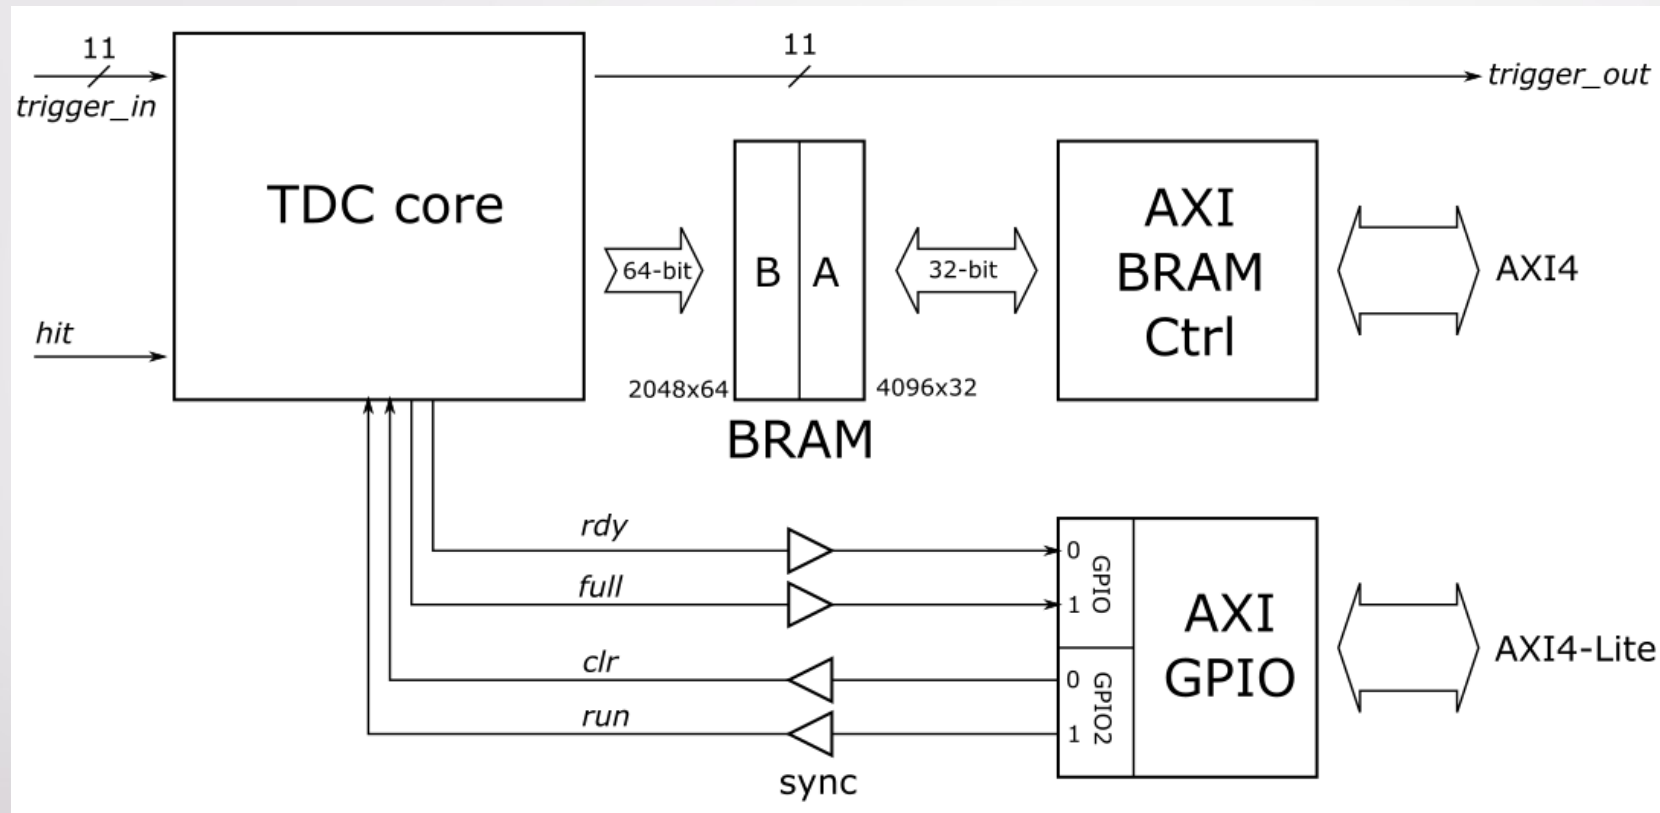 11
trigger_in
11
trigger_out
TDC core
hit
64-bit
B
A
32-bit
AXI
BRAM
Ctrl
AXI4
2048x64
4096x32
BRAM
rdy
full
clr
run
sync
0
1
GPIO
0
1
GPIO2
AXI
GPIO
AXI4-Lite